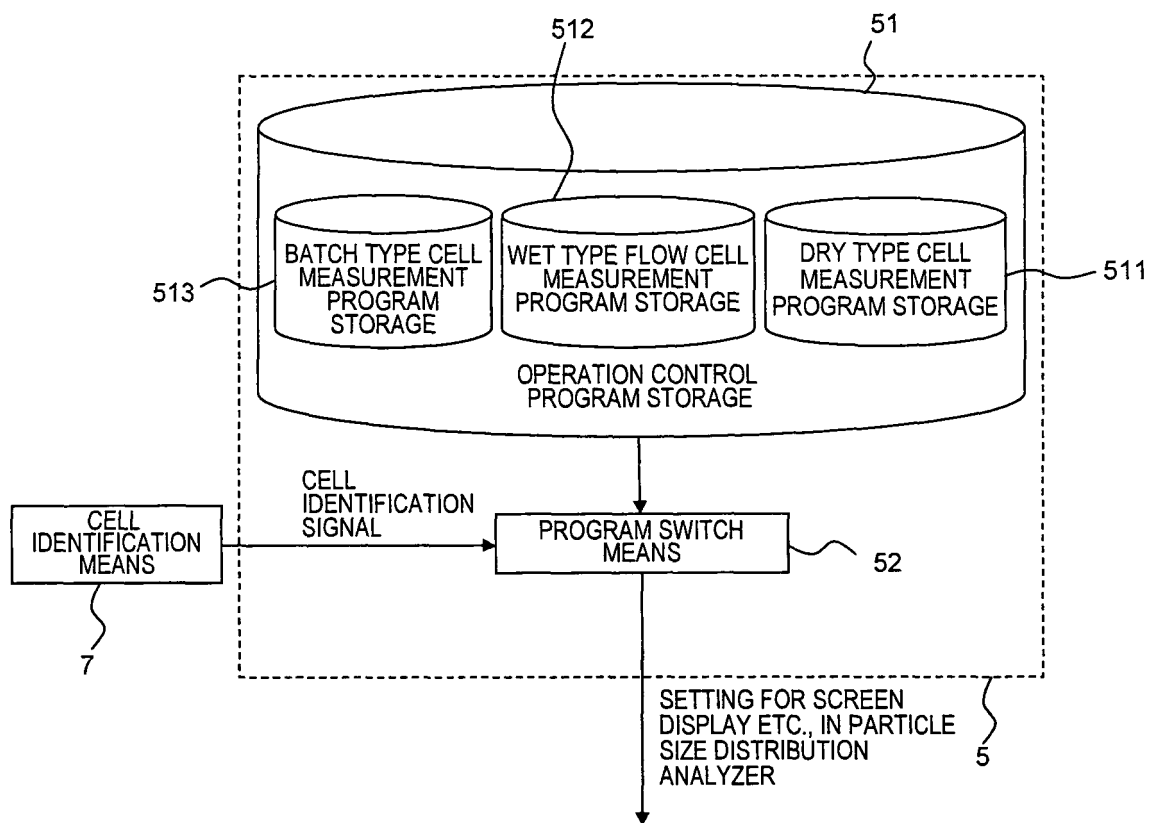 512
51
BATCH TYPE CELL
MEASUREMENT
PROGRAM
STORAGE
WET TYPE FLOW CELL
MEASUREMENT
PROGRAM STORAGE
DRY TYPE CELL
MEASUREMENT
PROGRAM STORAGE
513
511
OPERATION CONTROL
PROGRAM STORAGE
CELL
IDENTIFICATION
SIGNAL
CELL
IDENTIFICATION
MEANS
PROGRAM SWITCH
MEANS
52
7
SETTING FOR SCREEN
DISPLAY ETC., IN PARTICLE
SIZE DISTRIBUTION
ANALYZER
5